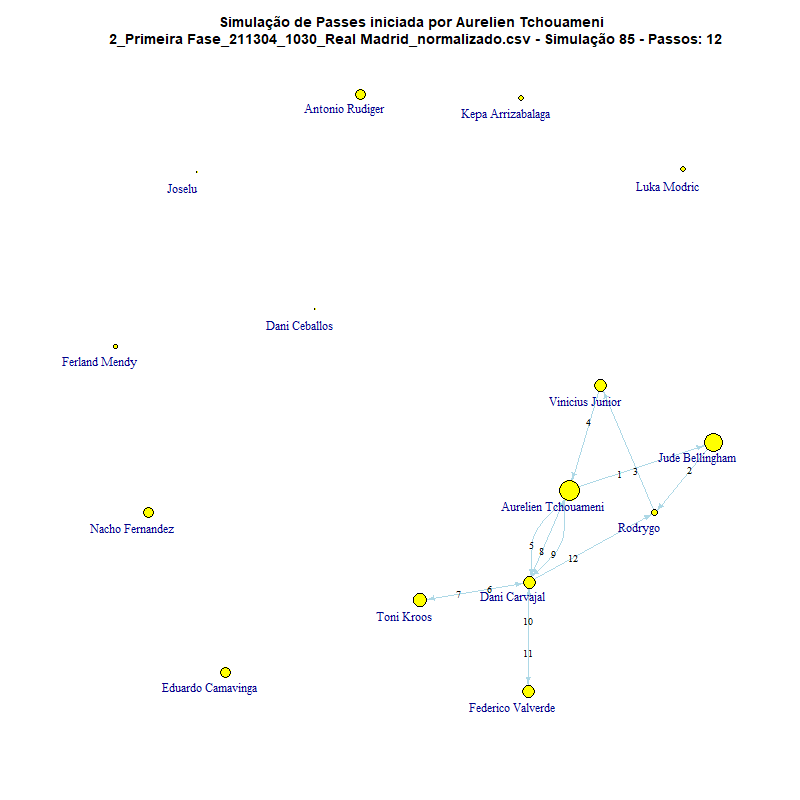 Simulação de Passes iniciada por Aurelien Tchouameni
2_Primeira Fase_211304_1030_Real Madrid_normalizado.csv - Simulação 85 - Passos: 12
Antonio Rudiger
Kepa Arrizabalaga
Joselu
Luka Modric
Dani Ceballos
Ferland Mendy
Vinicius Junior
4
Jude Bellingham
1
3
2
Aurelien Tchouameni
Nacho Fernandez
Rodrygo
5
8
9
12
6
7
Dani Carvajal
Toni Kroos
10
11
Eduardo Camavinga
Federico Valverde